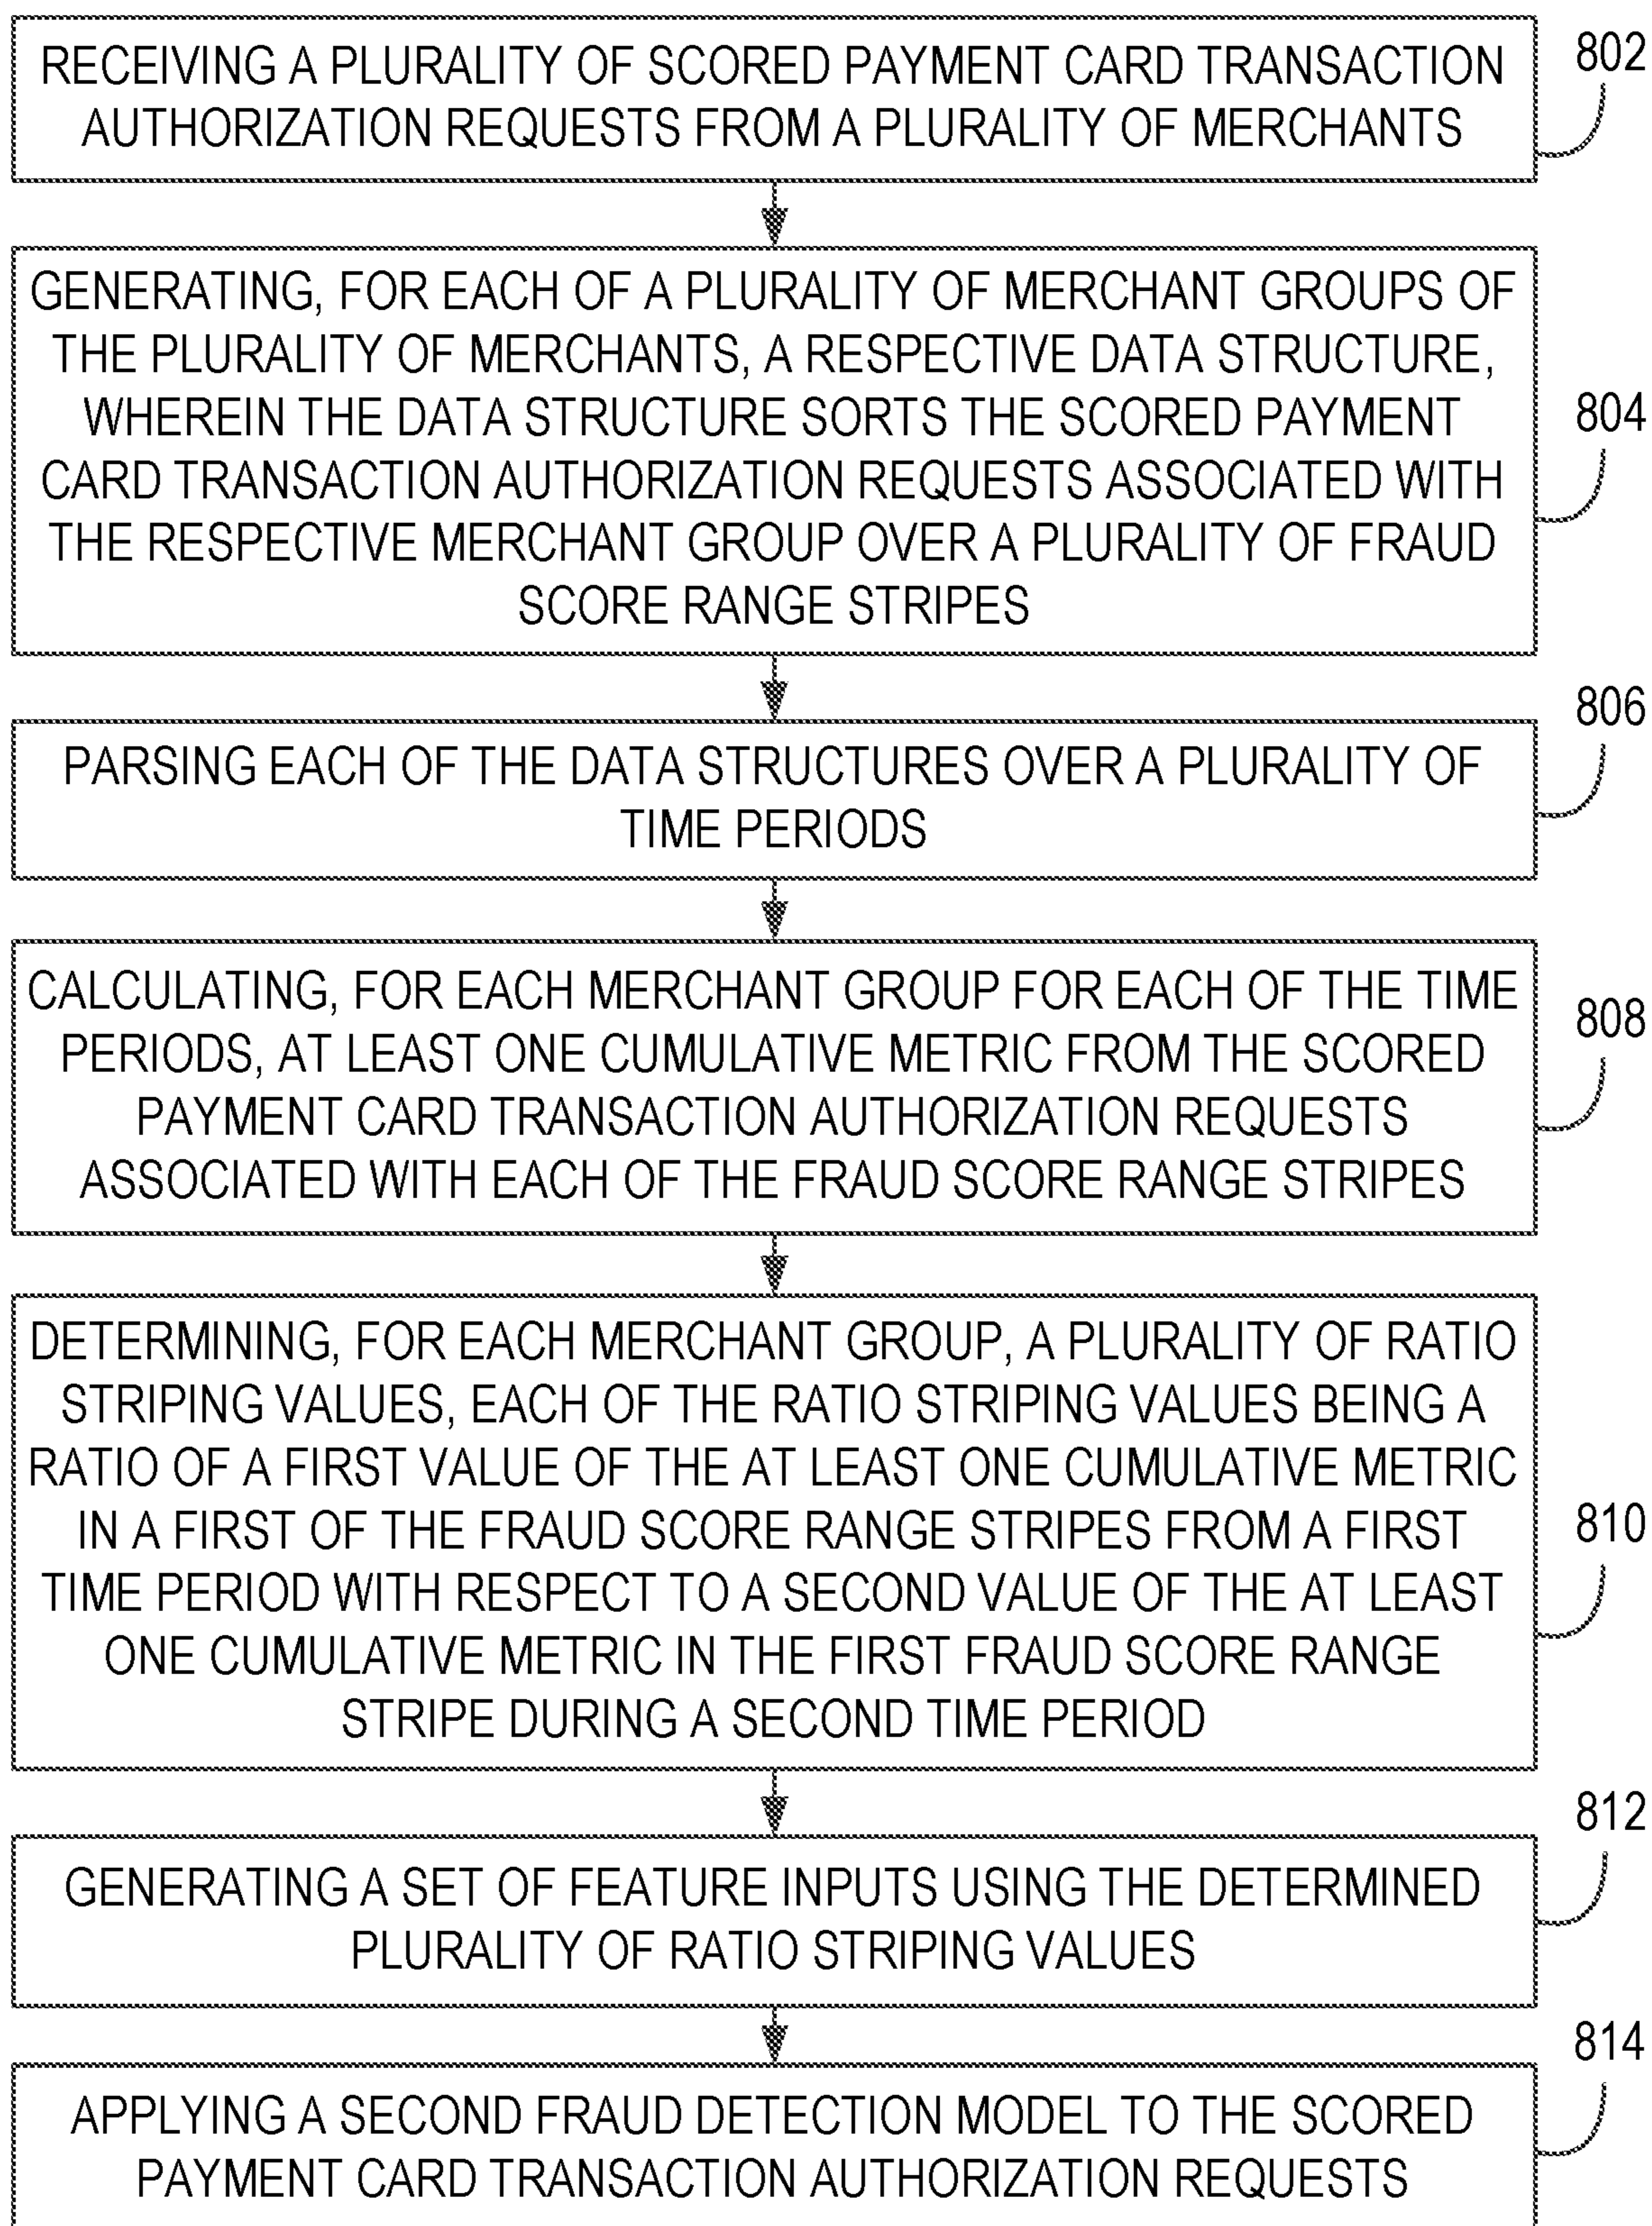 RECEIVING A PLURALITY OF SCORED PAYMENT CARD TRANSACTION
AUTHORIZATION REQUESTS FROM A PLURALITY OF MERCHANTS
802
GENERATING, FOR EACH OF A PLURALITY OF MERCHANT GROUPS OF
THE PLURALITY OF MERCHANTS, A RESPECTIVE DATA STRUCTURE,
WHEREIN THE DATA STRUCTURE SORTS THE SCORED PAYMENT
CARD TRANSACTION AUTHORIZATION REQUESTS ASSOCIATED WITH
THE RESPECTIVE MERCHANT GROUP OVER A PLURALITY OF FRAUD
SCORE RANGE STRIPES
804
PARSING EACH OF THE DATA STRUCTURES OVER A PLURALITY OF
TIME PERIODS
806
CALCULATING, FOR EACH MERCHANT GROUP FOR EACH OF THE TIME
PERIODS, AT LEAST ONE CUMULATIVE METRIC FROM THE SCORED
PAYMENT CARD TRANSACTION AUTHORIZATION REQUESTS
ASSOCIATED WITH EACH OF THE FRAUD SCORE RANGE STRIPES
808
DETERMINING, FOR EACH MERCHANT GROUP, A PLURALITY OF RATIO
STRIPING VALUES, EACH OF THE RATIO STRIPING VALUES BEING A
RATIO OF A FIRST VALUE OF THE AT LEAST ONE CUMULATIVE METRIC
IN A FIRST OF THE FRAUD SCORE RANGE STRIPES FROM A FIRST
TIME PERIOD WITH RESPECT TO A SECOND VALUE OF THE AT LEAST
ONE CUMULATIVE METRIC IN THE FIRST FRAUD SCORE RANGE
STRIPE DURING A SECOND TIME PERIOD
810
GENERATING A SET OF FEATURE INPUTS USING THE DETERMINED
PLURALITY OF RATIO STRIPING VALUES
812
APPLYING A SECOND FRAUD DETECTION MODEL TO THE SCORED
PAYMENT CARD TRANSACTION AUTHORIZATION REQUESTS
814